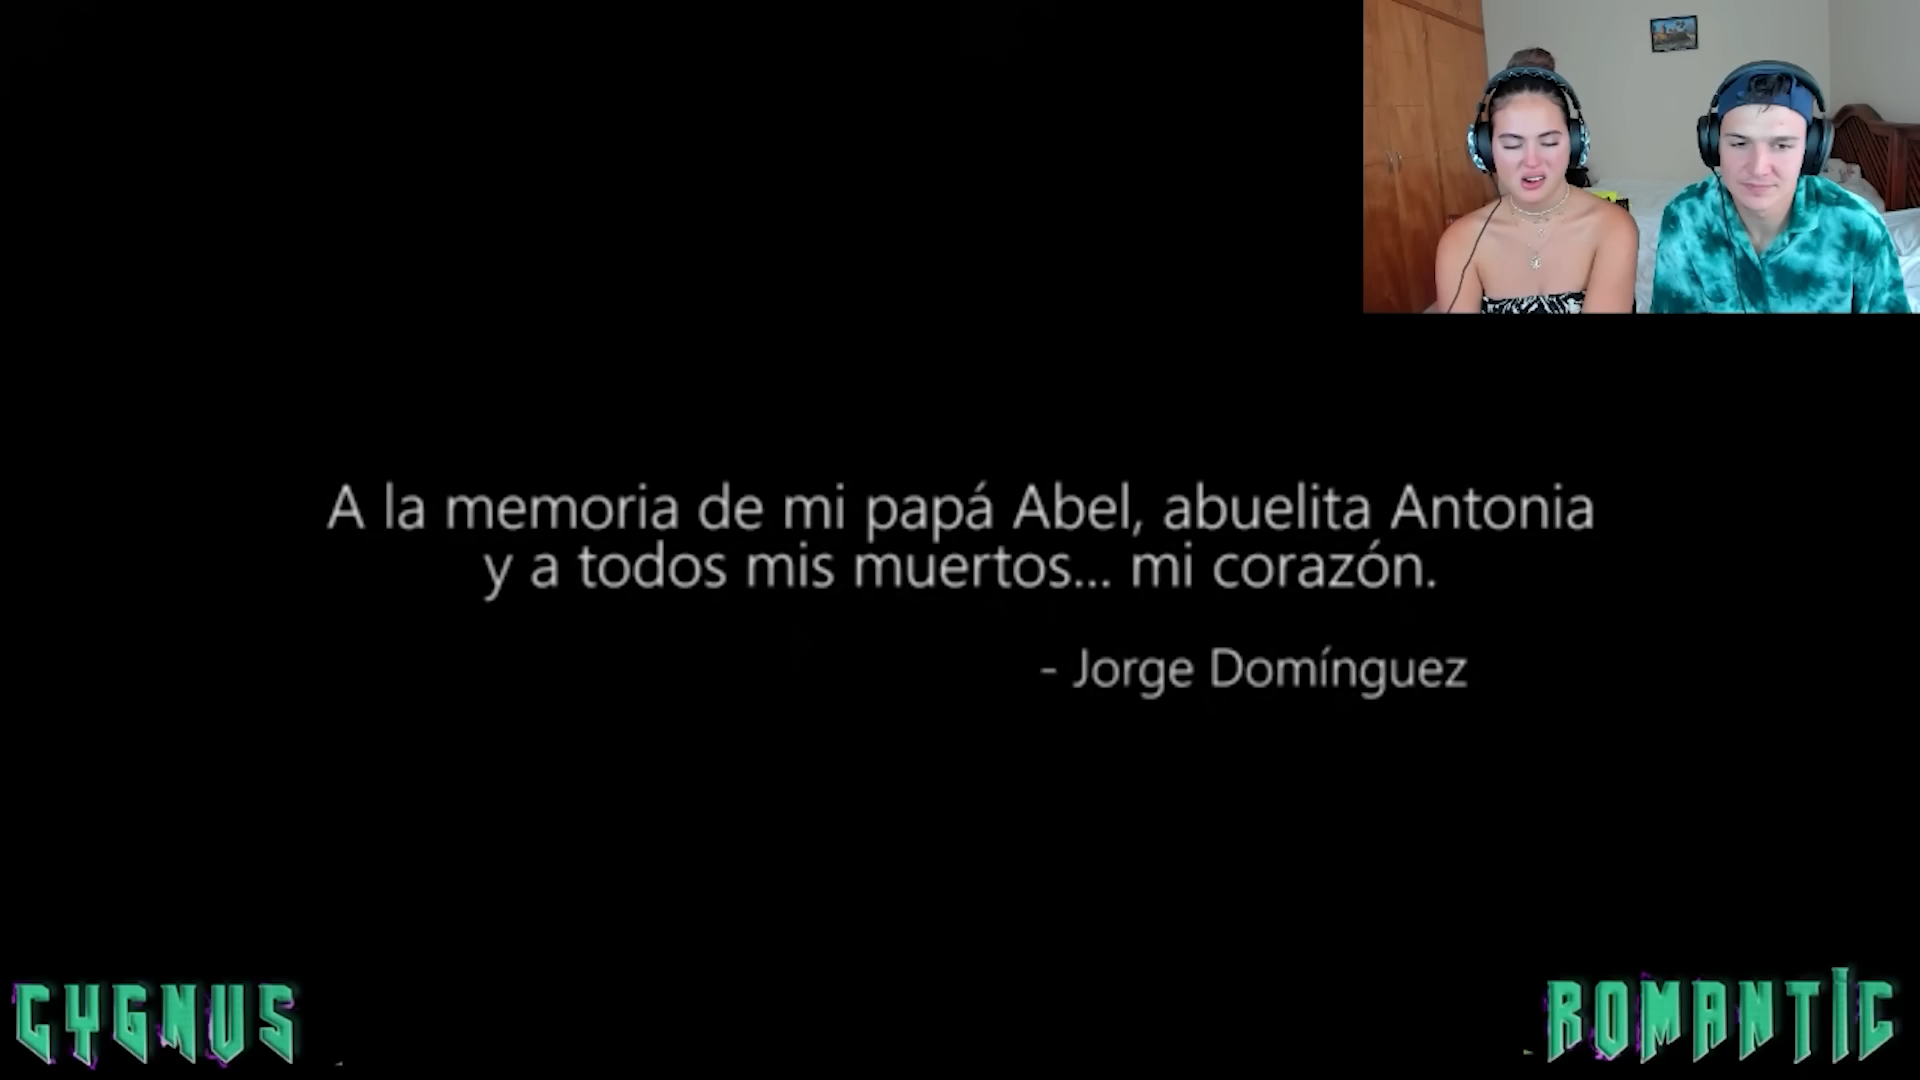 A la memoria de mi papá Abel, abuelita Antonia
y a todos mis muertos... mi corazón.
- Jorge Domínguez
CYGNUS
ROMANTIC